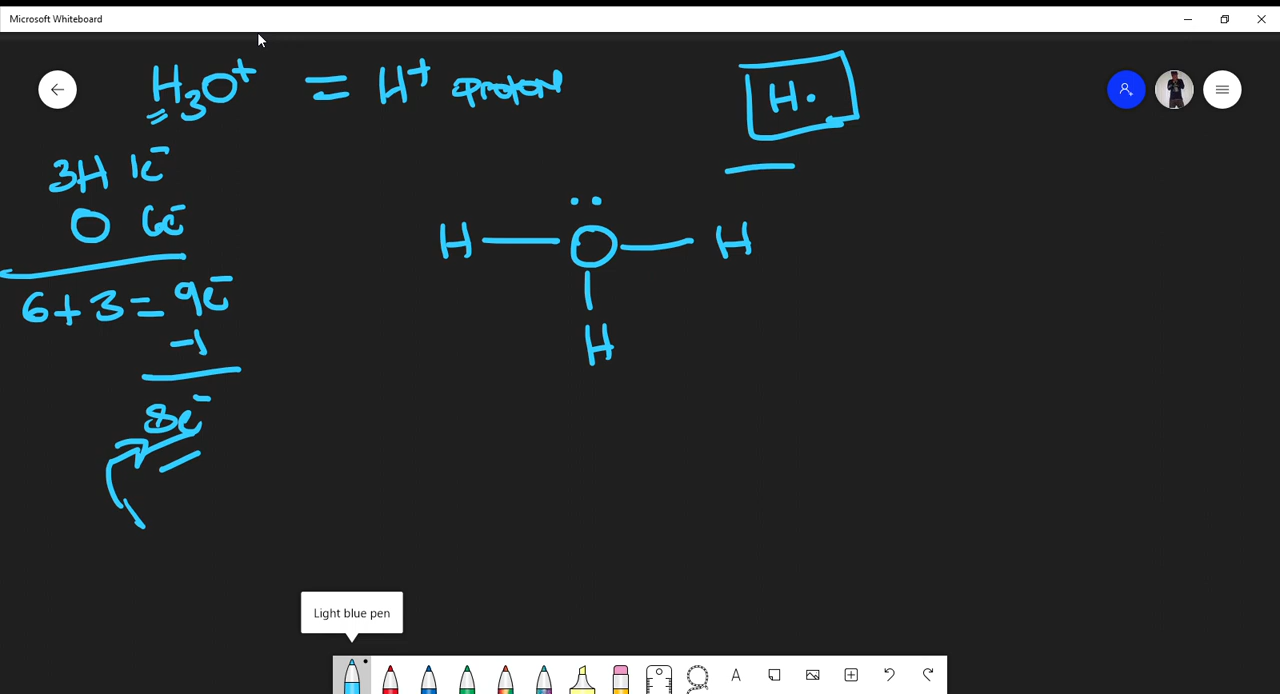 Microsoft Whiteboard
H3O+ = H+ proton
H·
3H 1e-
O 6e-
6+3=9e-
-1
8e-
H — O — H
H
Light blue pen
A